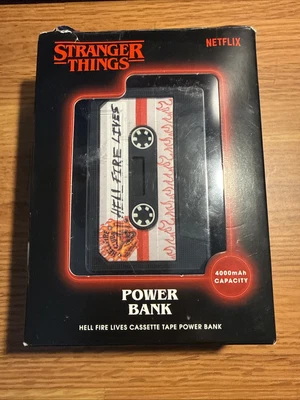 STRANGER
THINGS
NETFLIX
HELL FIRE LIVES
4000mAh
CAPACITY
POWER
BANK
HELL FIRE LIVES CASSETTE TAPE POWER BANK